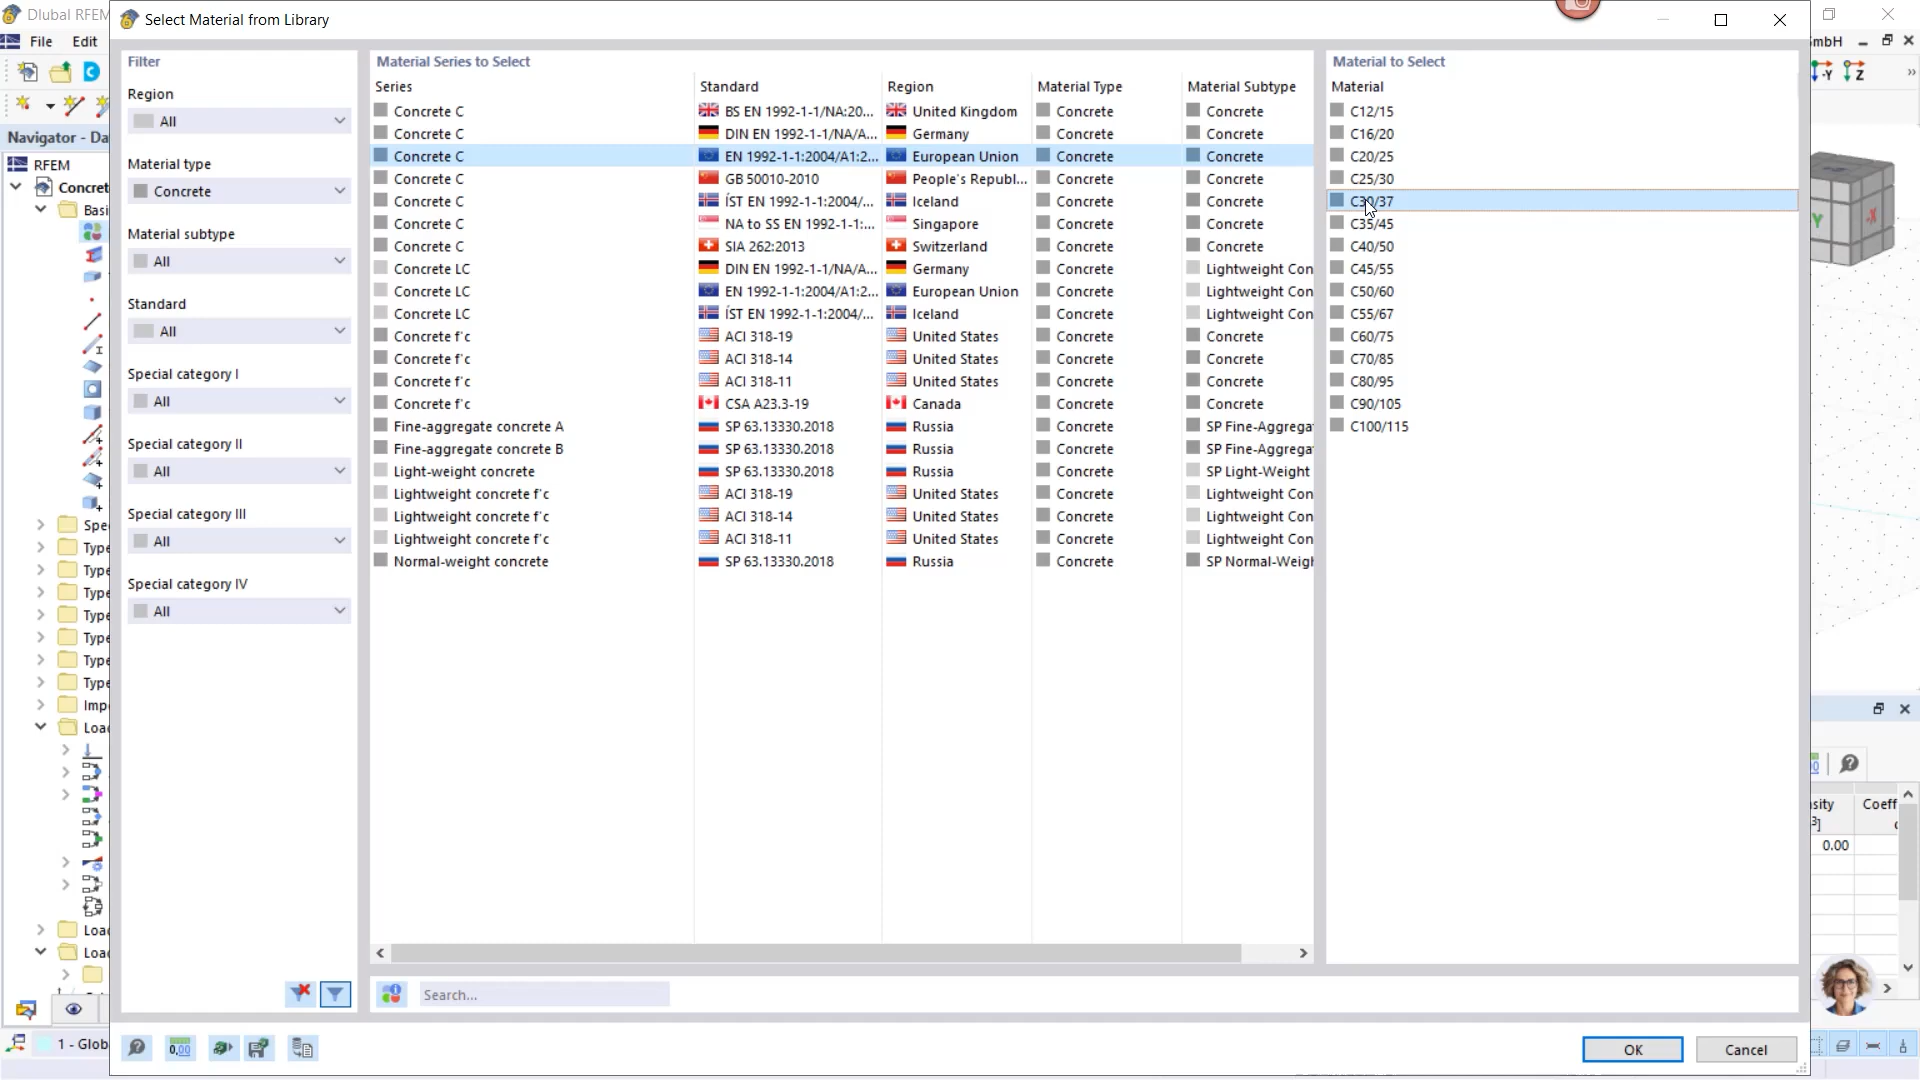 Dlubal RFEM
Select Material from Library
File Edit
GmbH
Navigator - Da
RFEM
Concret
Basi
Spe
Type
Type
Type
Type
Type
Type
Type
Imp
Load
Load
Load
1 - Glob
Filter
Region
All
Material type
Concrete
Material subtype
All
Standard
All
Special category I
All
Special category II
All
Special category III
All
Special category IV
All
Material Series to Select
Series Standard Region Material Type Material Subtype
Concrete C BS EN 1992-1-1/NA:20... United Kingdom Concrete Concrete
Concrete C DIN EN 1992-1-1/NA/A... Germany Concrete Concrete
Concrete C EN 1992-1-1:2004/A1:2... European Union Concrete Concrete
Concrete C GB 50010-2010 People's Republ... Concrete Concrete
Concrete C ÍST EN 1992-1-1:2004/... Iceland Concrete Concrete
Concrete C NA to SS EN 1992-1-1:... Singapore Concrete Concrete
Concrete C SIA 262:2013 Switzerland Concrete Concrete
Concrete LC DIN EN 1992-1-1/NA/A... Germany Concrete Lightweight Con
Concrete LC EN 1992-1-1:2004/A1:2... European Union Concrete Lightweight Con
Concrete LC ÍST EN 1992-1-1:2004/... Iceland Concrete Lightweight Con
Concrete f'c ACI 318-19 United States Concrete Concrete
Concrete f'c ACI 318-14 United States Concrete Concrete
Concrete f'c ACI 318-11 United States Concrete Concrete
Concrete f'c CSA A23.3-19 Canada Concrete Concrete
Fine-aggregate concrete A SP 63.13330.2018 Russia Concrete SP Fine-Aggrega
Fine-aggregate concrete B SP 63.13330.2018 Russia Concrete SP Fine-Aggrega
Light-weight concrete SP 63.13330.2018 Russia Concrete SP Light-Weight
Lightweight concrete f'c ACI 318-19 United States Concrete Lightweight Con
Lightweight concrete f'c ACI 318-14 United States Concrete Lightweight Con
Lightweight concrete f'c ACI 318-11 United States Concrete Lightweight Con
Normal-weight concrete SP 63.13330.2018 Russia Concrete SP Normal-Weigh
Search...
Material to Select
Material
C12/15
C16/20
C20/25
C25/30
C30/37
C35/45
C40/50
C45/55
C50/60
C55/67
C60/75
C70/85
C80/95
C90/105
C100/115
-Y Z
Y -X
sity Coeff
3]
0.00
0,00
OK Cancel